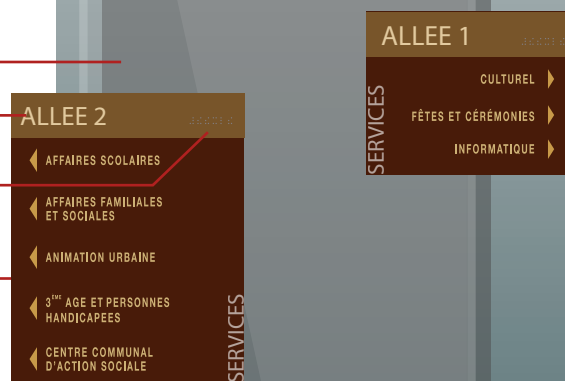 ALLEE 1
SERVICES
CULTUREL
FÊTES ET CÉRÉMONIES
INFORMATIQUE
ALLEE 2
AFFAIRES SCOLAIRES
AFFAIRES FAMILIALES
ET SOCIALES
ANIMATION URBAINE
3ÈME AGE ET PERSONNES
HANDICAPEES
CENTRE COMMUNAL
D'ACTION SOCIALE
SERVICES